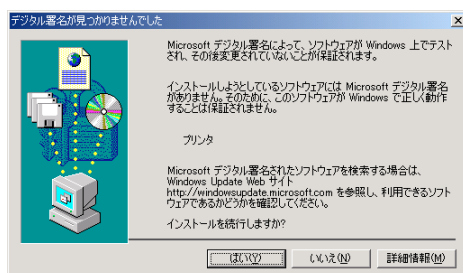 デジタル署名が見つかりませんでした
Microsoft デジタル署名によって、ソフトウェアが Windows 上でテスト
され、その後変更されていないことが保証されます。
インストールしようとしているソフトウェアには Microsoft デジタル署名
がありません。そのために、このソフトウェアが Windows で正しく動作
することは保証されません。
プリンタ
Microsoft デジタル署名されたソフトウェアを検索する場合は、
Windows Update Web サイト
http://windowsupdate.microsoft.com を参照し、利用できるソフト
ウェアであるかどうかを確認してください。
インストールを続行しますか?
はい(Y) いいえ(N) 詳細情報(M)